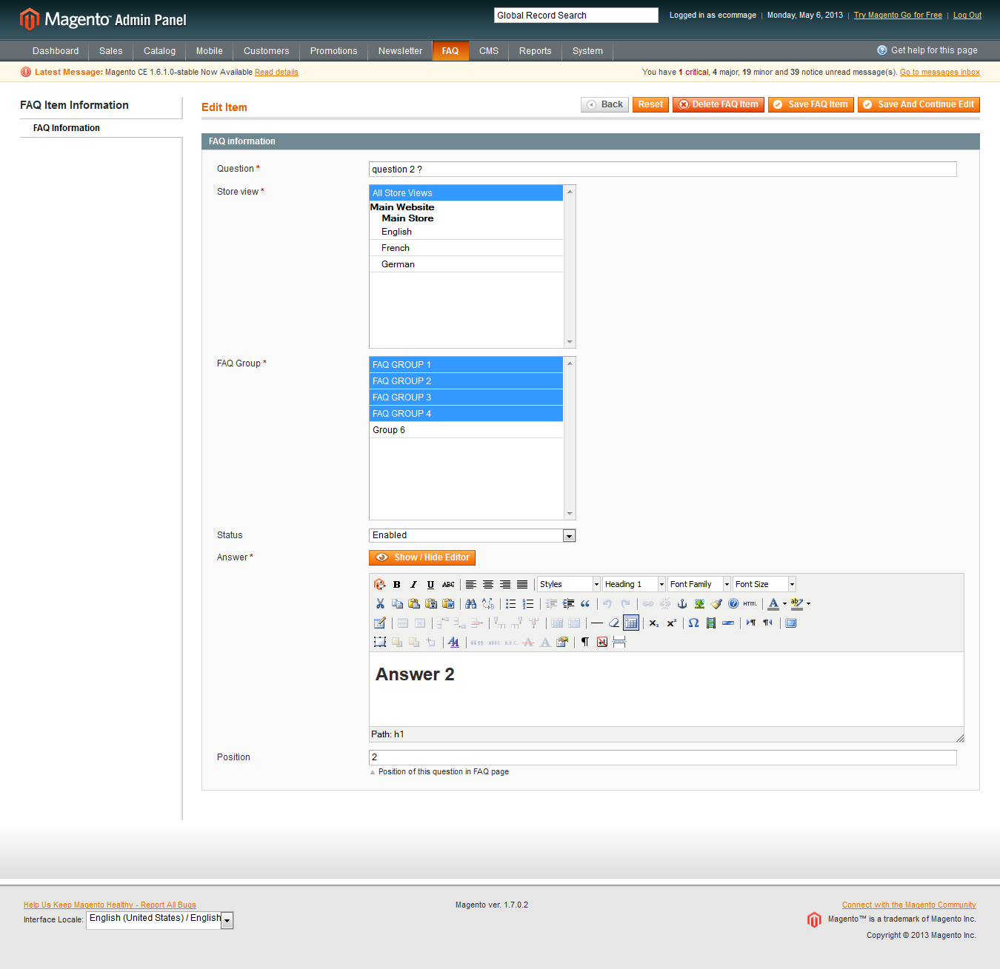 Magento™ Admin Panel
Global Record Search
Logged in as ecommage | Monday, May 6, 2013 | Try Magento Go for Free | Log Out
Dashboard Sales Catalog Mobile Customers Promotions Newsletter FAQ CMS Reports System Get help for this page
Latest Message: Magento CE 1.6.1.0-stable Now Available Read details
You have 1 critical, 4 major, 19 minor and 39 notice unread message(s). Go to messages inbox
FAQ Item Information
FAQ Information
Edit Item
Back Reset Delete FAQ Item Save FAQ Item Save And Continue Edit
FAQ information
Question *
question 2 ?
Store view *
All Store Views
Main Website
Main Store
English
French
German
FAQ Group *
FAQ GROUP 1
FAQ GROUP 2
FAQ GROUP 3
FAQ GROUP 4
Group 6
Status
Enabled
Answer *
Show / Hide Editor
B I U ABC Styles Heading 1 Font Family Font Size
HTML A ab
Answer 2
Path: h1
Position
2
Position of this question in FAQ page
Help Us Keep Magento Healthy - Report All Bugs
Interface Locale: English (United States) / English
Magento ver. 1.7.0.2
Connect with the Magento Community
Magento™ is a trademark of Magento Inc.
Copyright © 2013 Magento Inc.